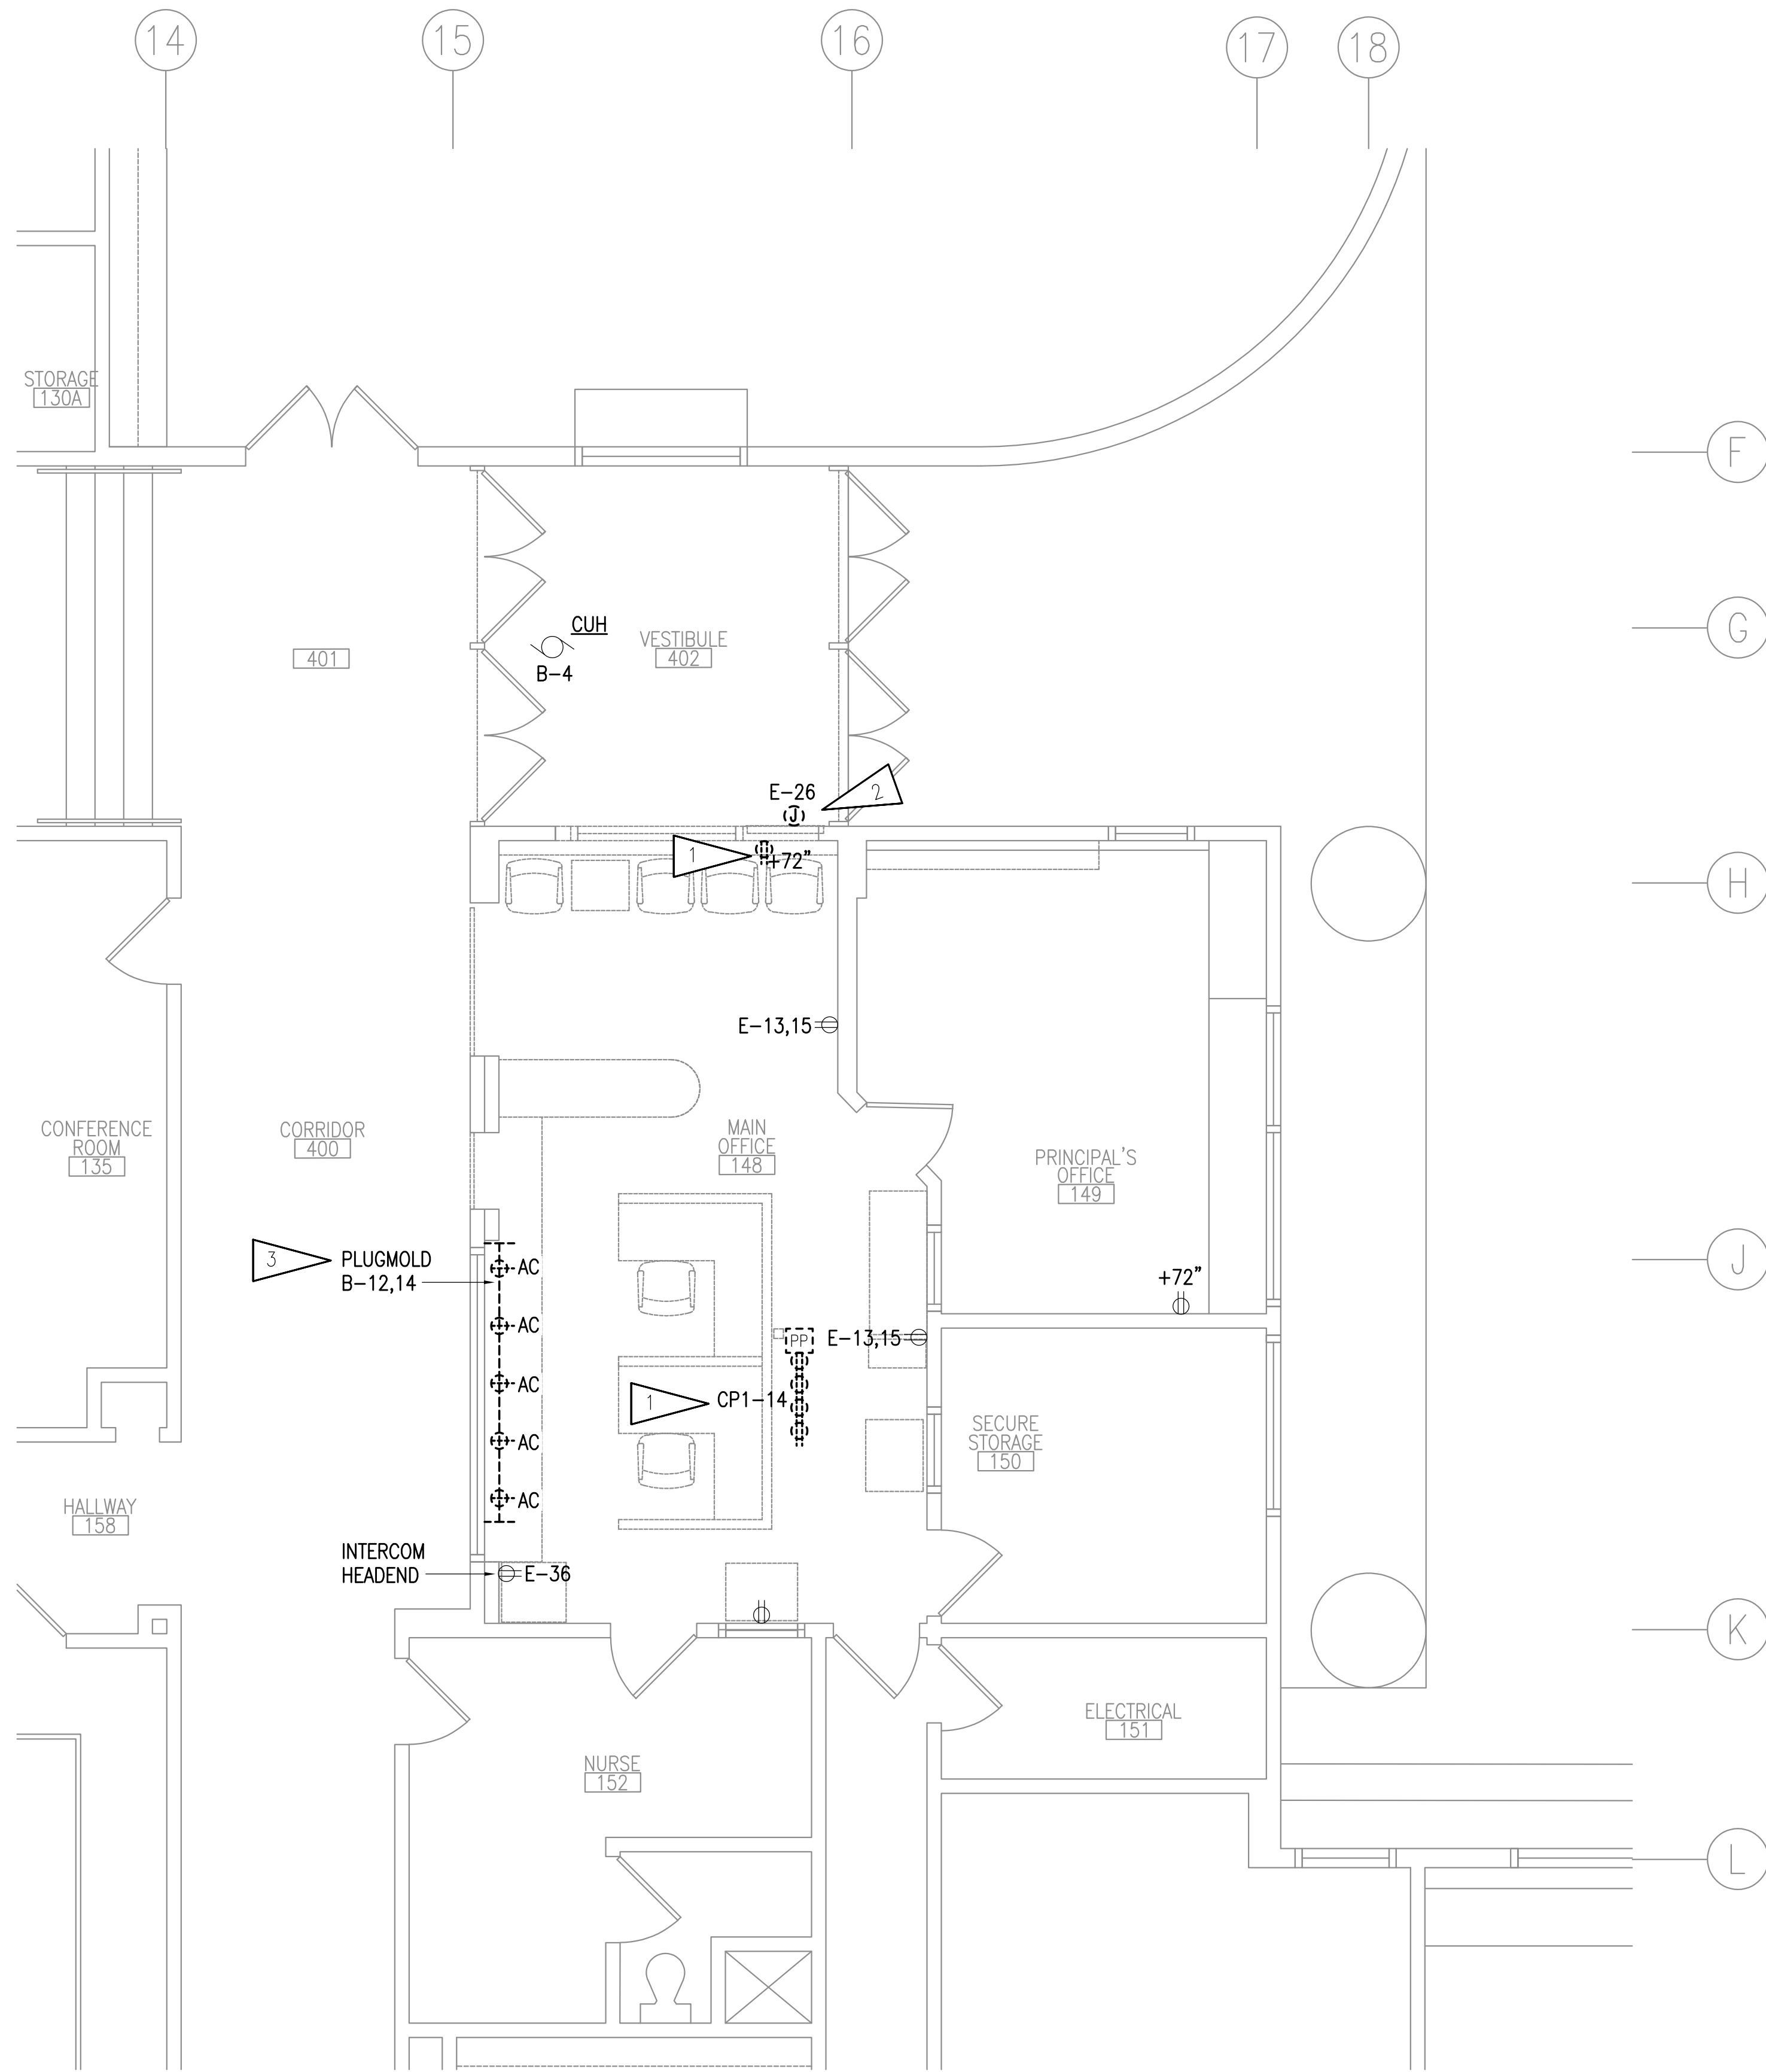 14
15
16
17
18
STORAGE
130A
F
G
CUH
B-4
401
VESTIBULE
402
E-26
J
2
1
+72"
H
E-13,15
CONFERENCE
ROOM
135
CORRIDOR
400
MAIN
OFFICE
148
PRINCIPAL'S
OFFICE
149
3
PLUGMOLD
B-12,14
AC
AC
AC
AC
AC
+72"
J
PP
E-13,15
1
CP1-14
SECURE
STORAGE
150
HALLWAY
158
INTERCOM
HEADEND
E-36
K
ELECTRICAL
151
NURSE
152
L